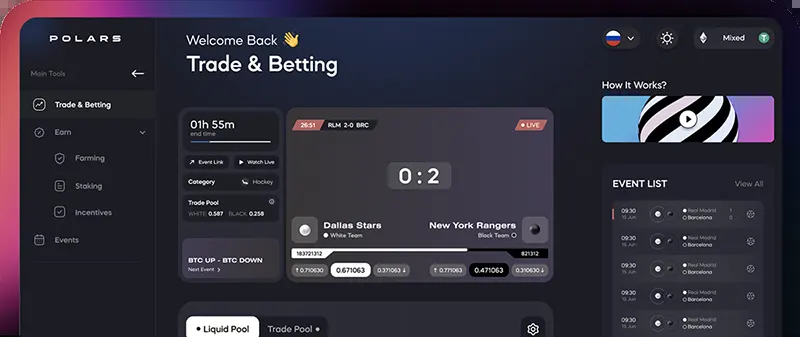 POLARS
Main Tools
Trade & Betting
Earn
Farming
Staking
Incentives
Events
Welcome Back 👋
Trade & Betting
Mixed
01h 55m
end time
Event Link
Watch Live
Category
Hockey
Trade Pool
WHITE 0.587 BLACK 0.258
BTC UP - BTC DOWN
Next Event >
26:51 RLM 2-0 BRC
LIVE
0 : 2
Dallas Stars
White Team
New York Rangers
Black Team
183721312
821312
↑ 0.710630
0.671063
0.371063 ↓
↑ 0.771063
0.471063
0.310630 ↓
Liquid Pool
Trade Pool
How It Works?
EVENT LIST
View All
09:30
15 Jun
Real Madrid 1
Barcelona 0
09:30
15 Jun
Real Madrid
Barcelona
09:30
15 Jun
Real Madrid
Barcelona
09:30
15 Jun
Real Madrid
Barcelona
09:30
15 Jun
Real Madrid
Barcelona